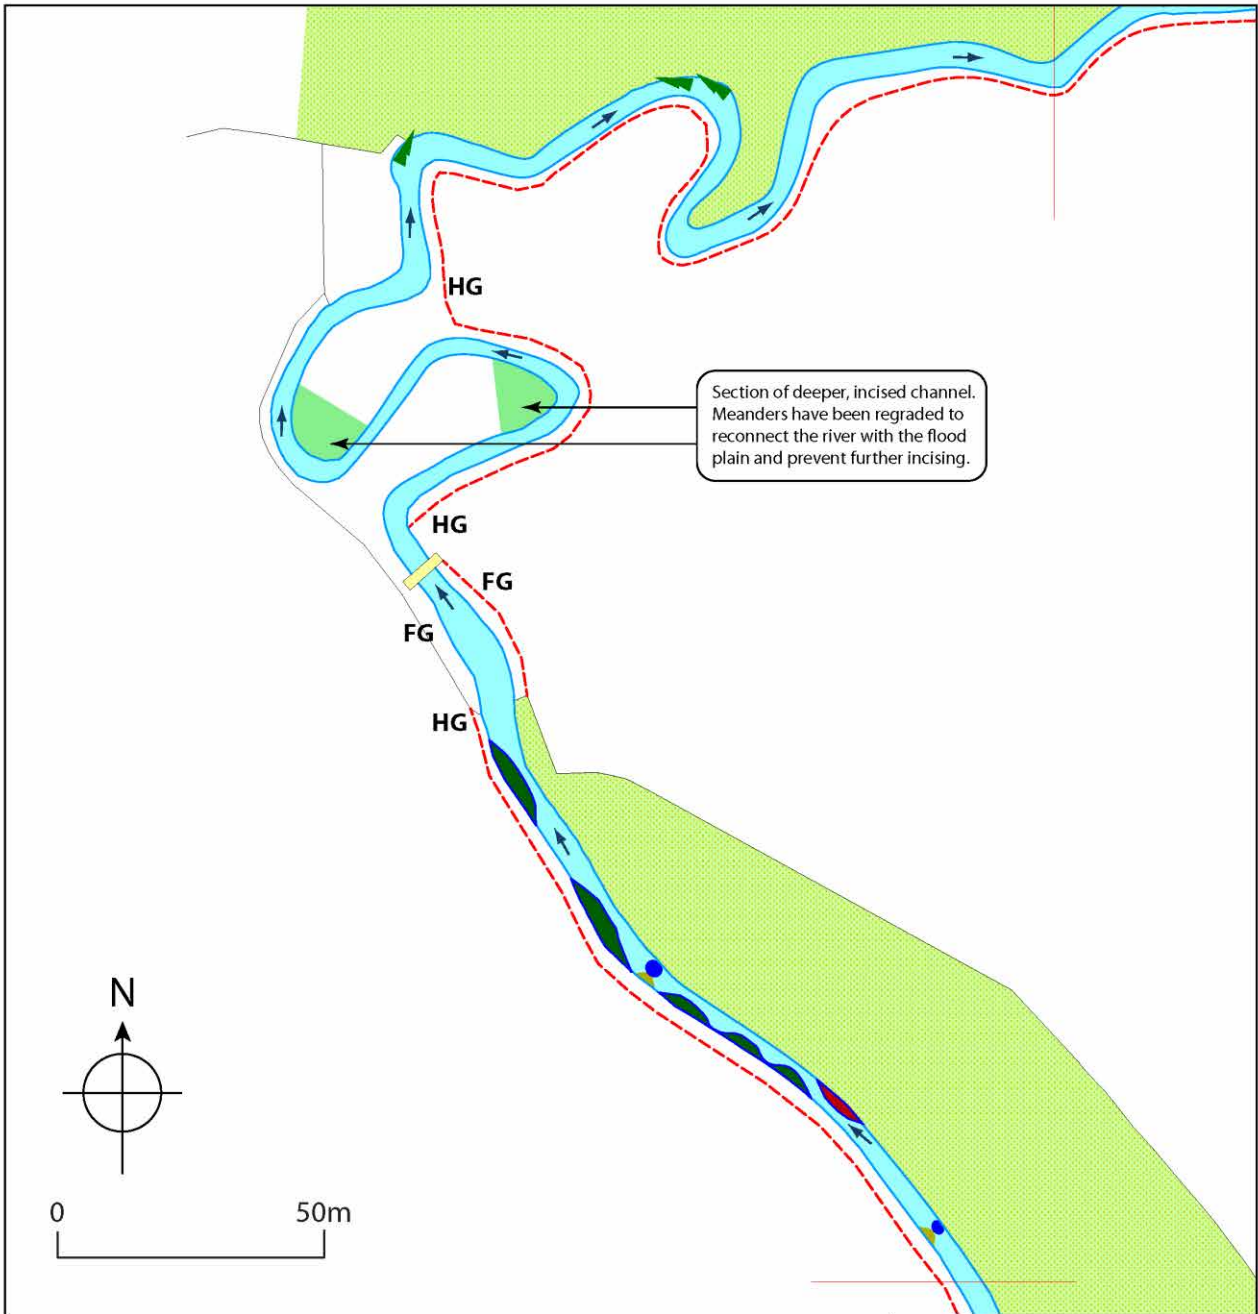 HG
Section of deeper, incised channel.
Meanders have been regraded to
reconnect the river with the flood
plain and prevent further incising.
HG
FG
FG
HG
N
0 50m